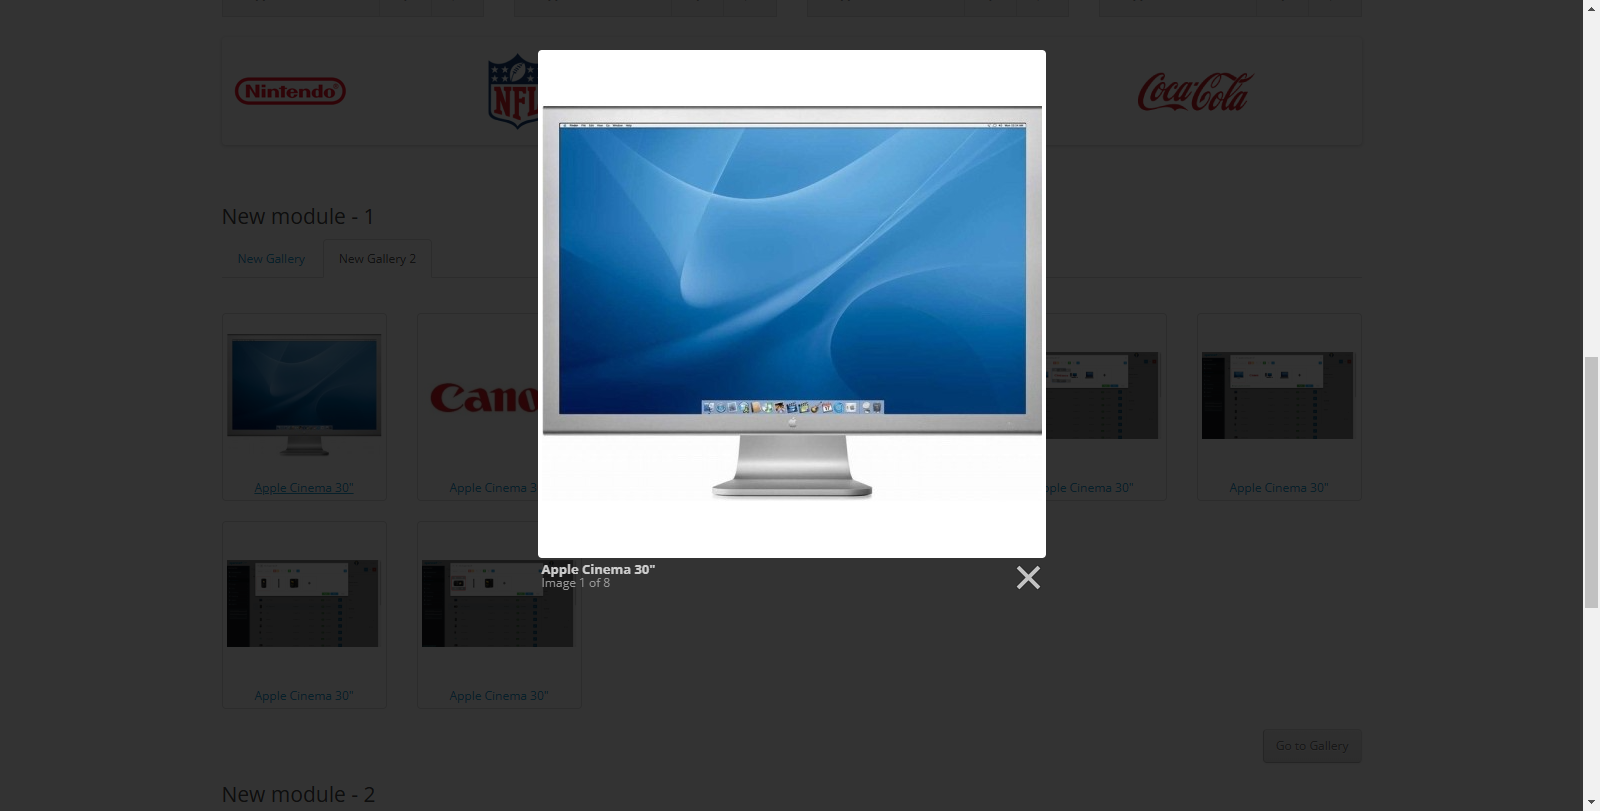 Nintendo
NFL
Coca-Cola
New module - 1
New Gallery
New Gallery 2
Canon
Apple Cinema 30"
Apple Cinema 3
ple Cinema 30"
Apple Cinema 30"
Apple Cinema 30"
Image 1 of 8
Apple Cinema 30"
Apple Cinema 30"
Go to Gallery
New module - 2